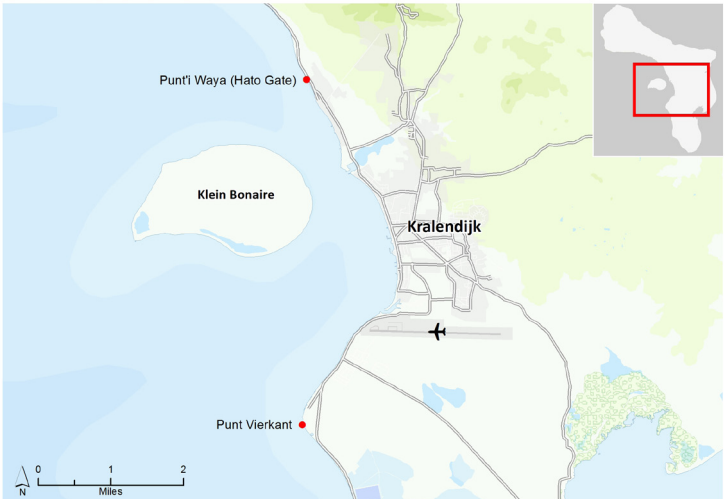 Punt'i Waya (Hato Gate)
Klein Bonaire
Kralendijk
Punt Vierkant
N
0 1 2
Miles